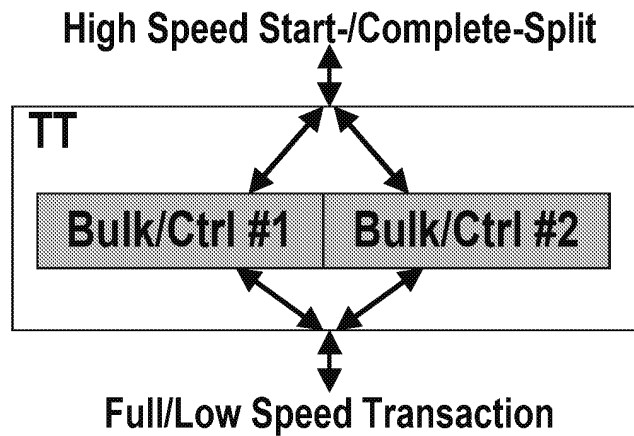 High Speed Start-/Complete-Split
TT
Bulk/Ctrl #1 Bulk/Ctrl #2
Full/Low Speed Transaction